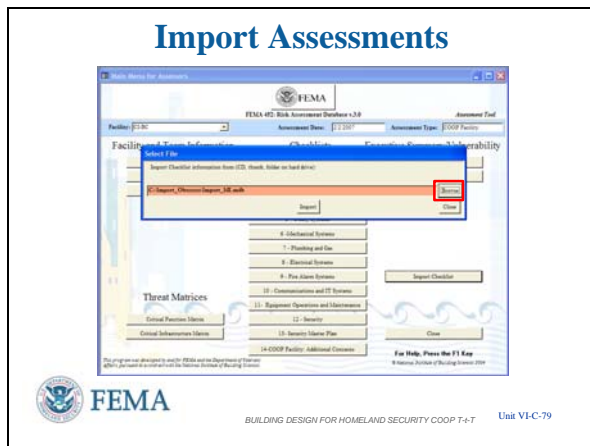 Import Assessments
Main Menu for Assessors
FEMA
FEMA 452: Risk Assessment Database v.3.0
Assessment Tool
Facility:
Assessment Date: 2/2/2007
Assessment Type: COOP Facility
Facility and Team Information
Checklists
Executive Summary Vulnerability
Select File
Import Checklist information from (CD, thumb, folder on hard drive):
Browse
Import
Close
6 -Mechanical Systems
7 - Plumbing and Gas
8 - Electrical Systems
9 - Fire Alarm Systems
Import Checklist
10 - Communications and IT Systems
Threat Matrices
11- Equipment Operations and Maintenance
Critical Function Matrix
12 - Security
Critical Infrastructure Matrix
13- Security Master Plan
Close
14-COOP Facility: Additional Concerns
For Help, Press the F1 Key
FEMA
BUILDING DESIGN FOR HOMELAND SECURITY COOP T-t-T
Unit VI-C-79